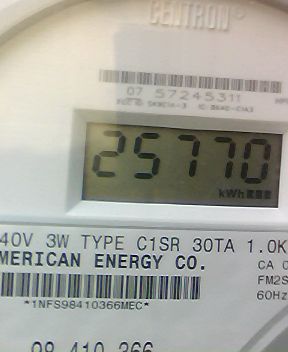 CENTRON®
07 57245311
25770
kWh
40V 3W TYPE C1SR 30TA 1.0K
MERICAN ENERGY CO.
CA 0
FM2S
*1NFS98410366MEC*
60Hz
98 410 366